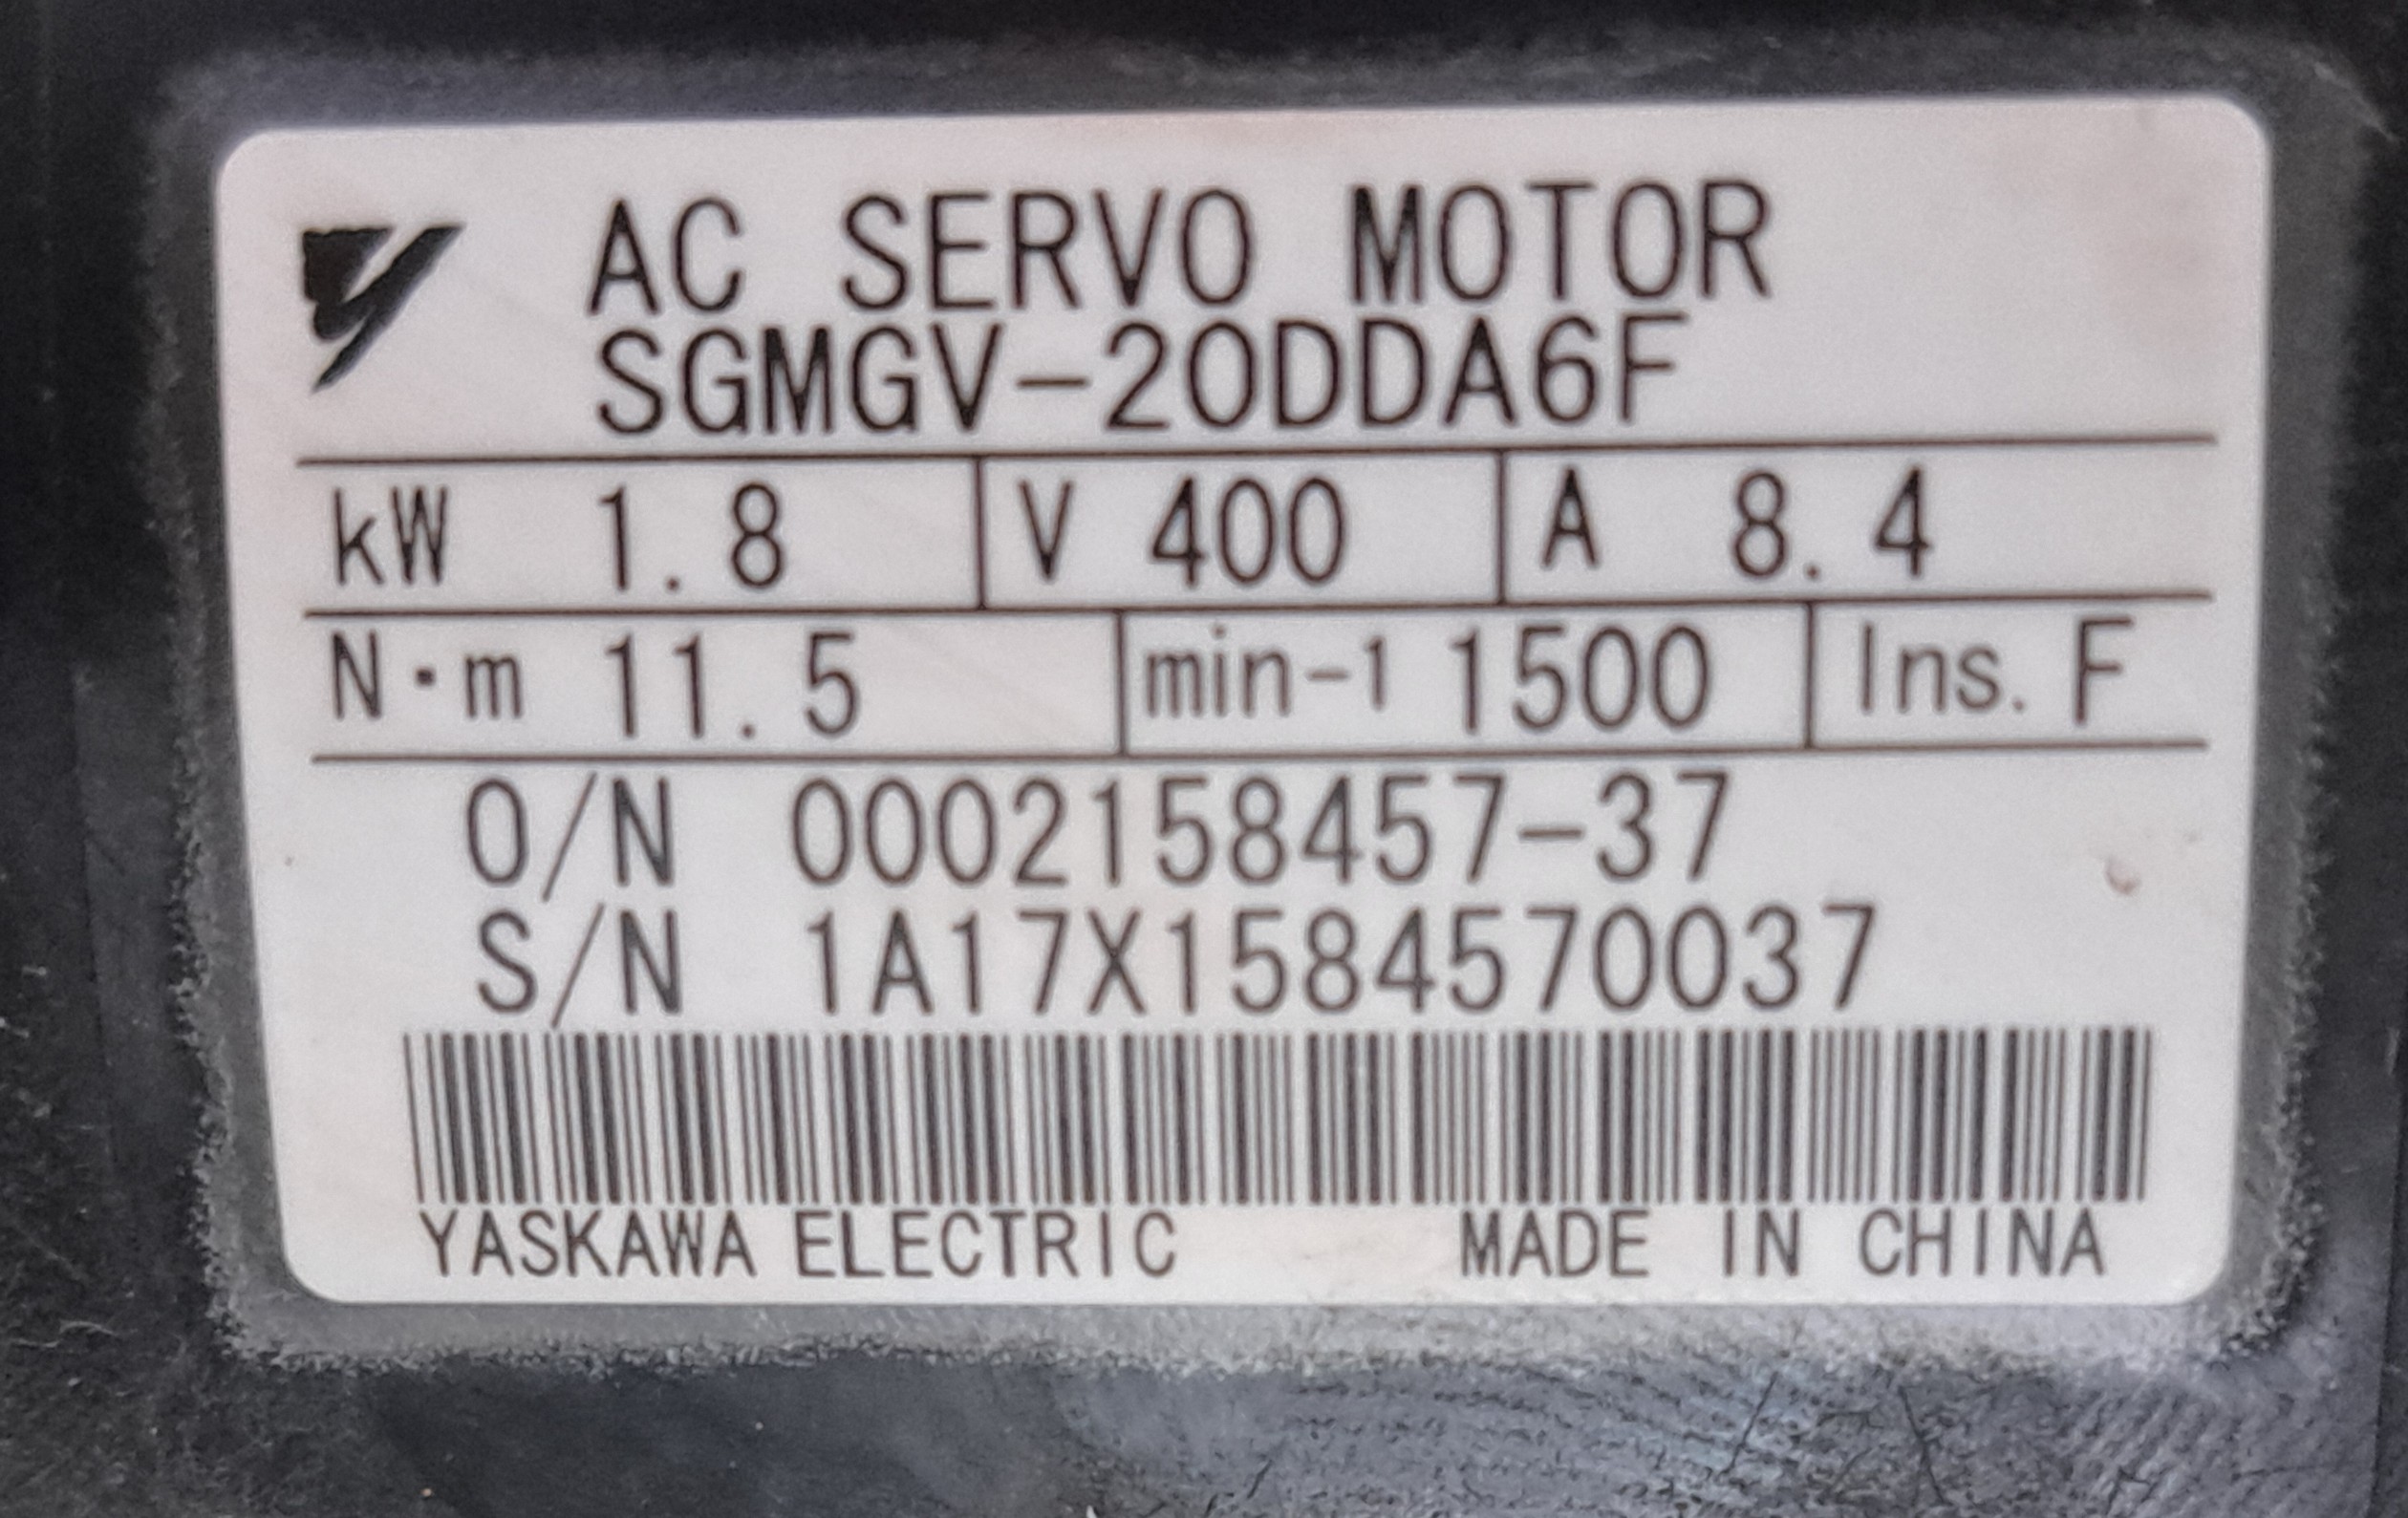 AC SERVO MOTOR
SGMGV-20DDA6F
kW 1.8 V 400 A 8.4
N·m 11.5 min-1 1500 Ins. F
O/N 0002158457-37
S/N 1A17X1584570037
YASKAWA ELECTRIC MADE IN CHINA